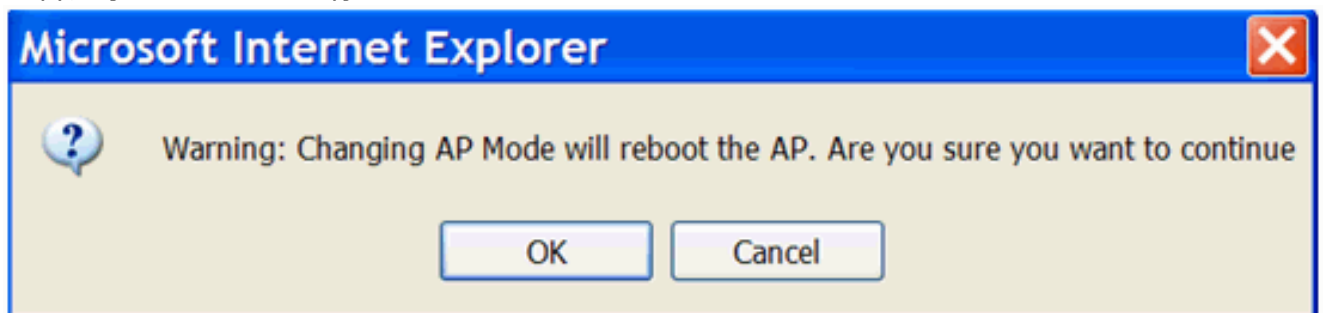 Microsoft Internet Explorer
Warning: Changing AP Mode will reboot the AP. Are you sure you want to continue
OK
Cancel